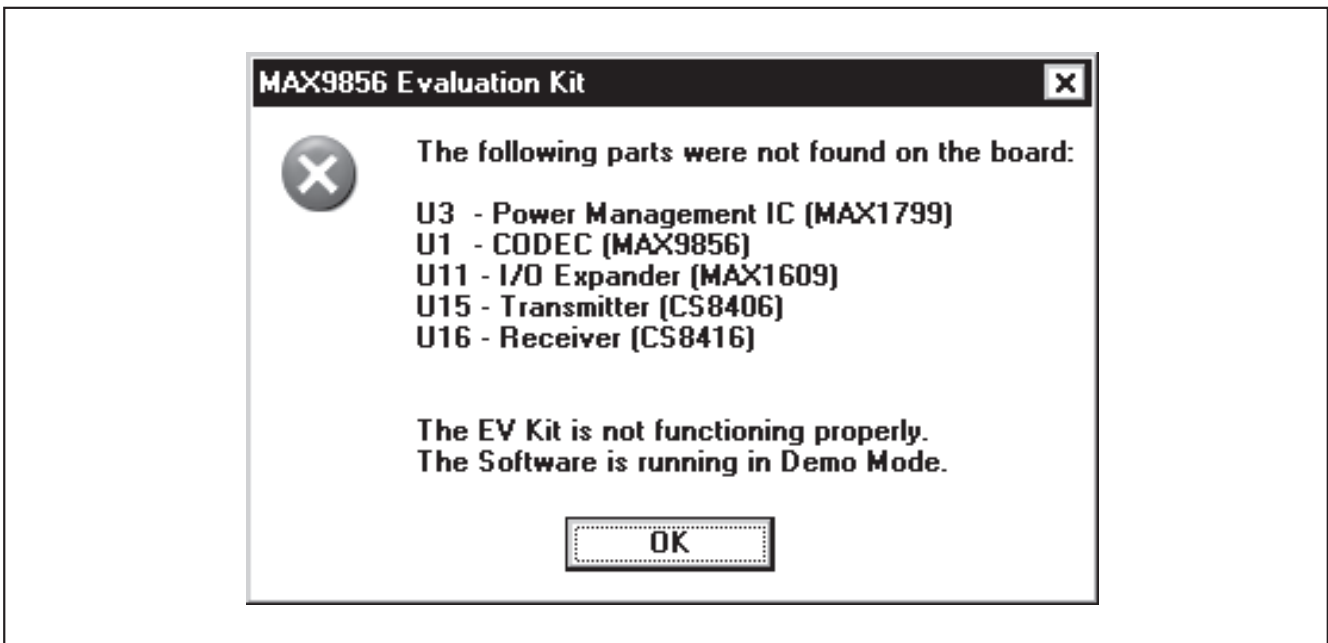 MAX9856 Evaluation Kit
The following parts were not found on the board:
U3 - Power Management IC (MAX1799)
U1 - CODEC (MAX9856)
U11 - I/O Expander (MAX1609)
U15 - Transmitter (CS8406)
U16 - Receiver (CS8416)
The EV Kit is not functioning properly.
The Software is running in Demo Mode.
OK